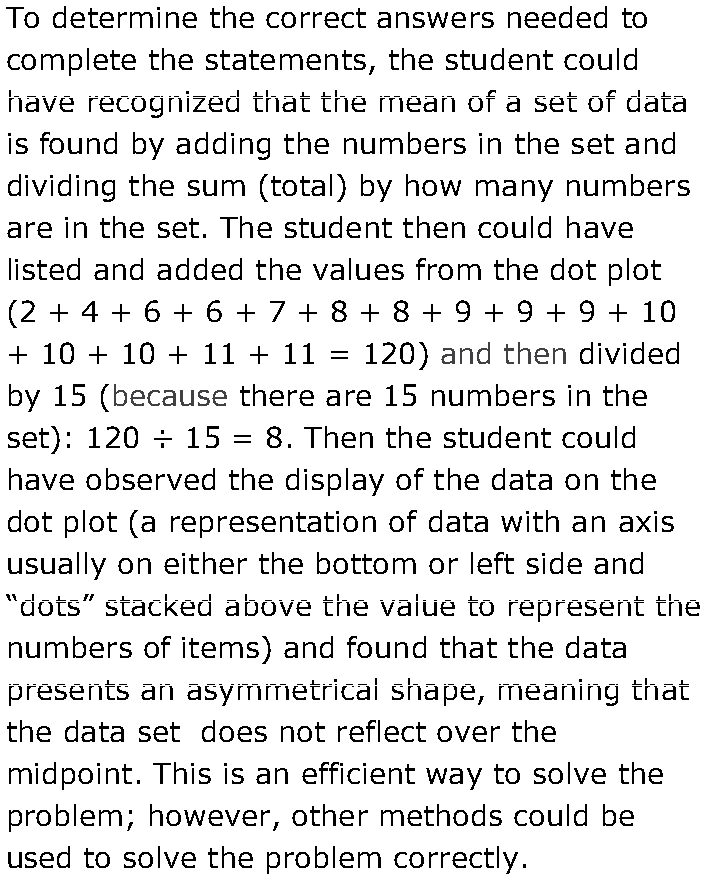 To determine the correct answers needed to
complete the statements, the student could
have recognized that the mean of a set of data
is found by adding the numbers in the set and
dividing the sum (total) by how many numbers
are in the set. The student then could have
listed and added the values from the dot plot
(2 + 4 + 6 + 6 + 7 + 8 + 8 + 9 + 9 + 9 + 10
+ 10 + 10 + 11 + 11 = 120) and then divided
by 15 (because there are 15 numbers in the
set): 120 ÷ 15 = 8. Then the student could
have observed the display of the data on the
dot plot (a representation of data with an axis
usually on either the bottom or left side and
“dots” stacked above the value to represent the
numbers of items) and found that the data
presents an asymmetrical shape, meaning that
the data set  does not reflect over the
midpoint. This is an efficient way to solve the
problem; however, other methods could be
used to solve the problem correctly.